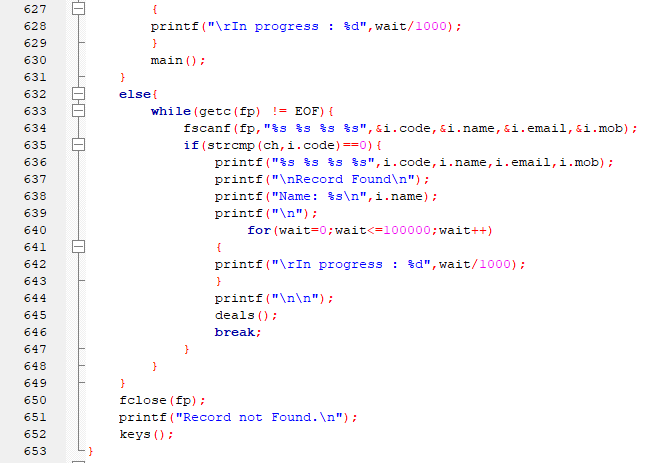 627 {
628 printf("\rIn progress : %d",wait/1000);
629 }
630 main();
631 }
632 else{
633 while(getc(fp) != EOF){
634 fscanf(fp,"%s %s %s %s",&i.code,&i.name,&i.email,&i.mob);
635 if(strcmp(ch,i.code)==0){
636 printf("%s %s %s %s",i.code,i.name,i.email,i.mob);
637 printf("\nRecord Found\n");
638 printf("Name: %s\n",i.name);
639 printf("\n");
640 for(wait=0;wait<=100000;wait++)
641 {
642 printf("\rIn progress : %d",wait/1000);
643 }
644 printf("\n\n");
645 deals();
646 break;
647 }
648 }
649 }
650 fclose(fp);
651 printf("Record not Found.\n");
652 keys();
653 }